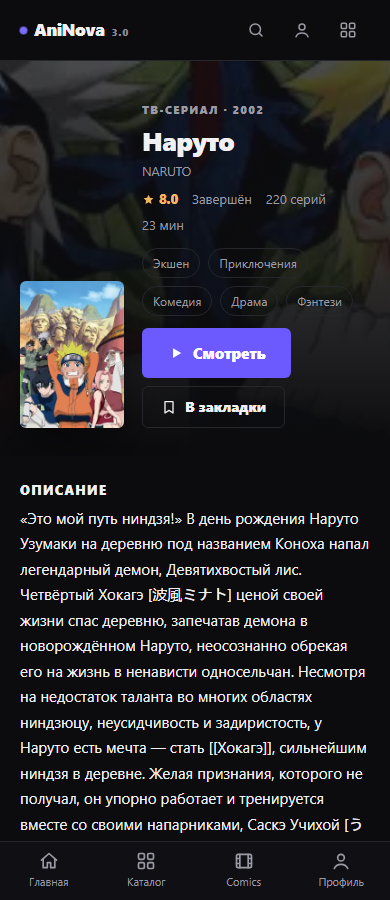 AniNova 3.0
ТВ-СЕРИАЛ · 2002
Наруто
NARUTO
★ 8.0 Завершён 220 серий
23 мин
Экшен Приключения
Комедия Драма Фэнтези
Смотреть
В закладки
ОПИСАНИЕ
«Это мой путь ниндзя!» В день рождения Наруто
Узумаки на деревню под названием Коноха напал
легендарный демон, Девятихвостый лис.
Четвёртый Хокагэ [波風ミナト] ценой своей
жизни спас деревню, запечатав демона в
новорождённом Наруто, неосознанно обрекая
его на жизнь в ненависти односельчан. Несмотря
на недостаток таланта во многих областях
ниндзюцу, неусидчивость и задиристость, у
Наруто есть мечта — стать [[Хокагэ]], сильнейшим
ниндзя в деревне. Желая признания, которого не
получал, он упорно работает и тренируется
вместе со своими напарниками, Саскэ Учихой [う
Главная Каталог Comics Профиль